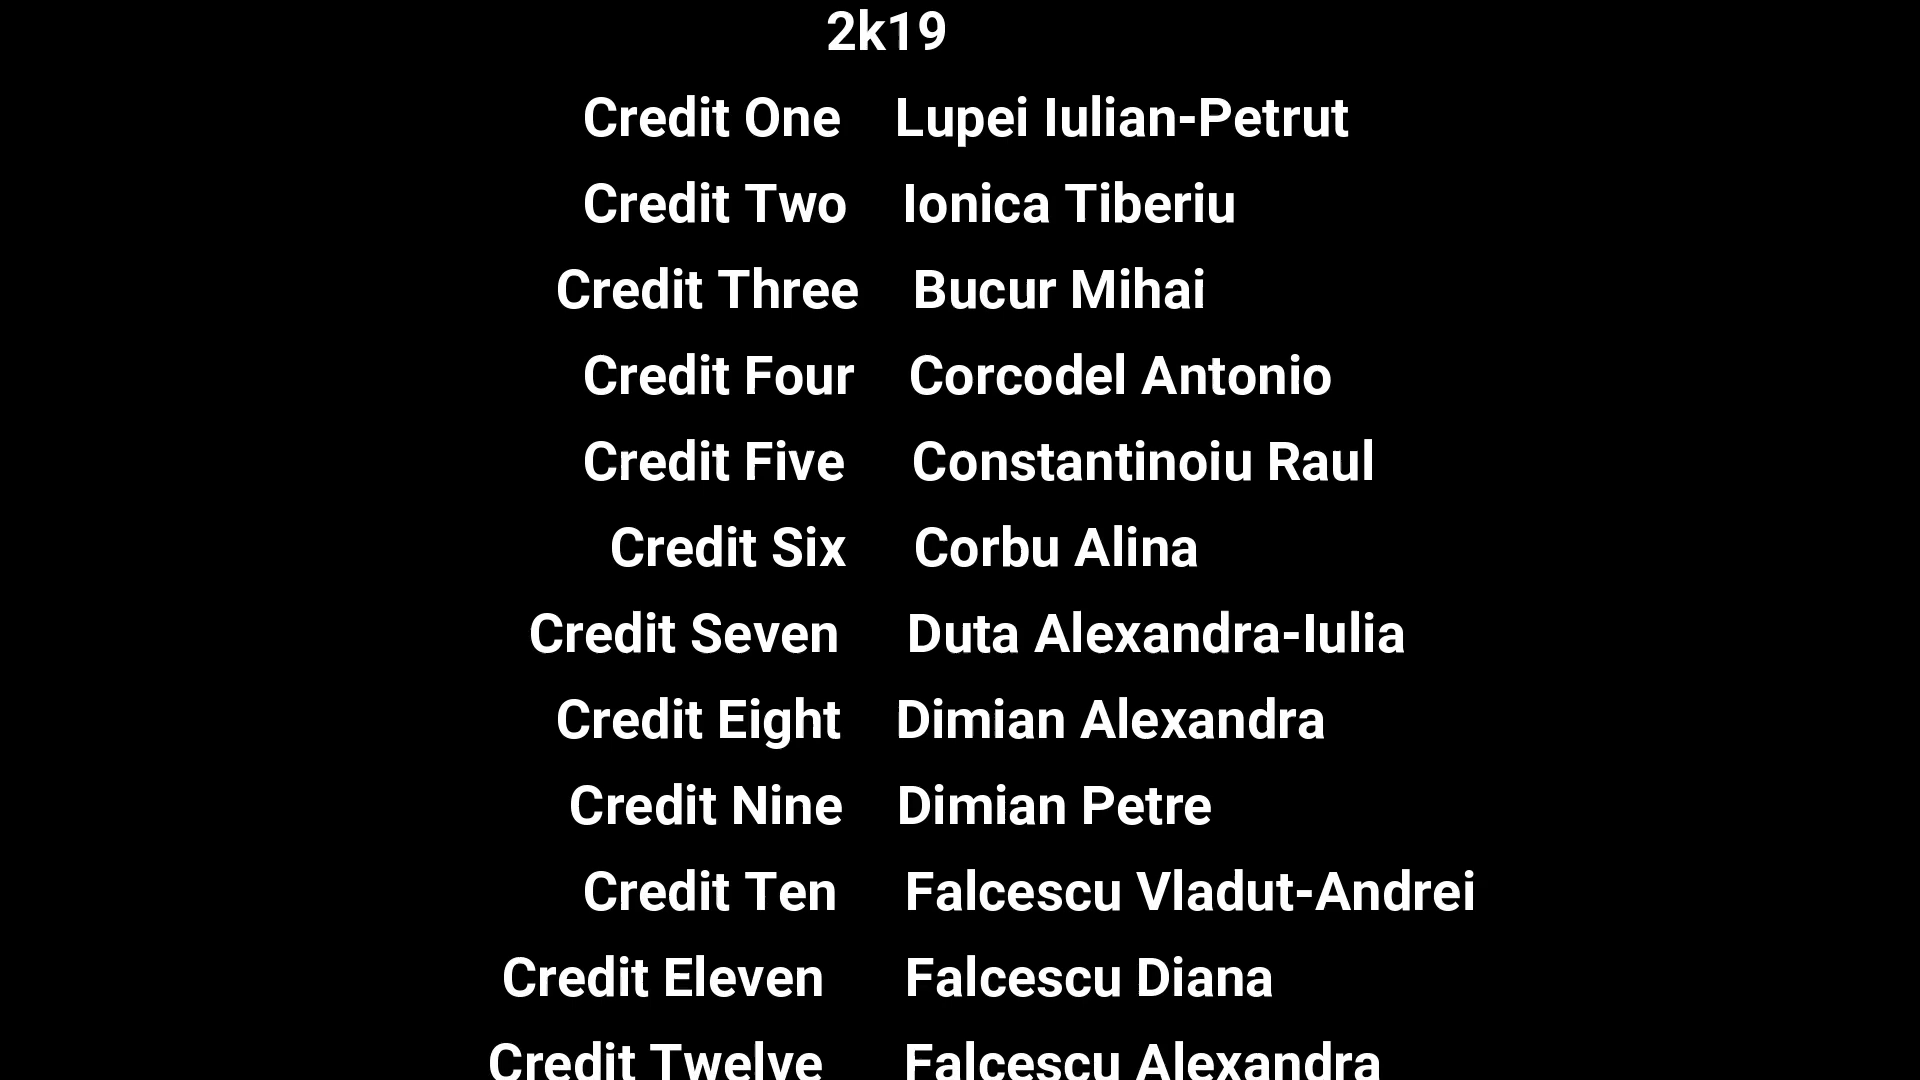 2k19
Credit One Lupei Iulian-Petrut
Credit Two Ionica Tiberiu
Credit Three Bucur Mihai
Credit Four Corcodel Antonio
Credit Five Constantinoiu Raul
Credit Six Corbu Alina
Credit Seven Duta Alexandra-Iulia
Credit Eight Dimian Alexandra
Credit Nine Dimian Petre
Credit Ten Falcescu Vladut-Andrei
Credit Eleven Falcescu Diana
Credit Twelve Falcescu Alexandra